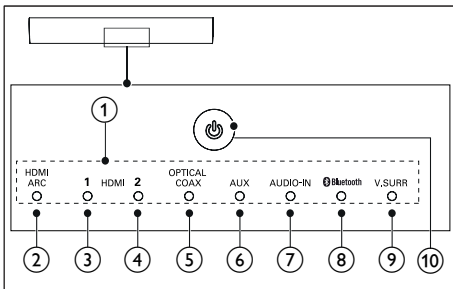 1
HDMI
ARC
1 HDMI 2
OPTICAL
COAX
AUX
AUDIO-IN
Bluetooth
V.SURR
2 3 4 5 6 7 8 9 10